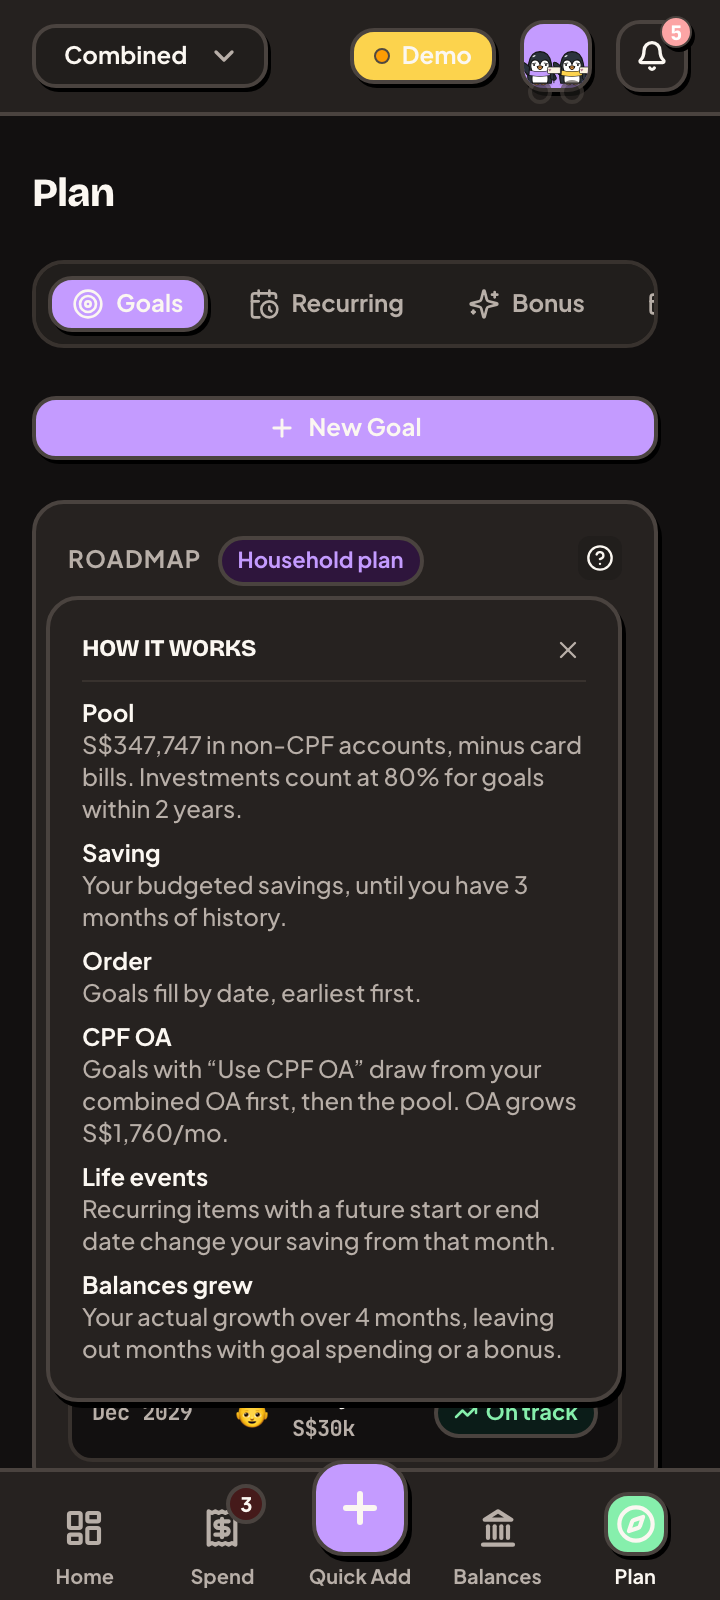 Combined
Demo
5
Plan
Goals
Recurring
Bonus
+ New Goal
ROADMAP
Household plan
HOW IT WORKS
Pool
S$347,747 in non-CPF accounts, minus card
bills. Investments count at 80% for goals
within 2 years.
Saving
Your budgeted savings, until you have 3
months of history.
Order
Goals fill by date, earliest first.
CPF OA
Goals with “Use CPF OA” draw from your
combined OA first, then the pool. OA grows
S$1,760/mo.
Life events
Recurring items with a future start or end
date change your saving from that month.
Balances grew
Your actual growth over 4 months, leaving
out months with goal spending or a bonus.
Dec 2029
S$30k
On track
3
Home
Spend
Quick Add
Balances
Plan